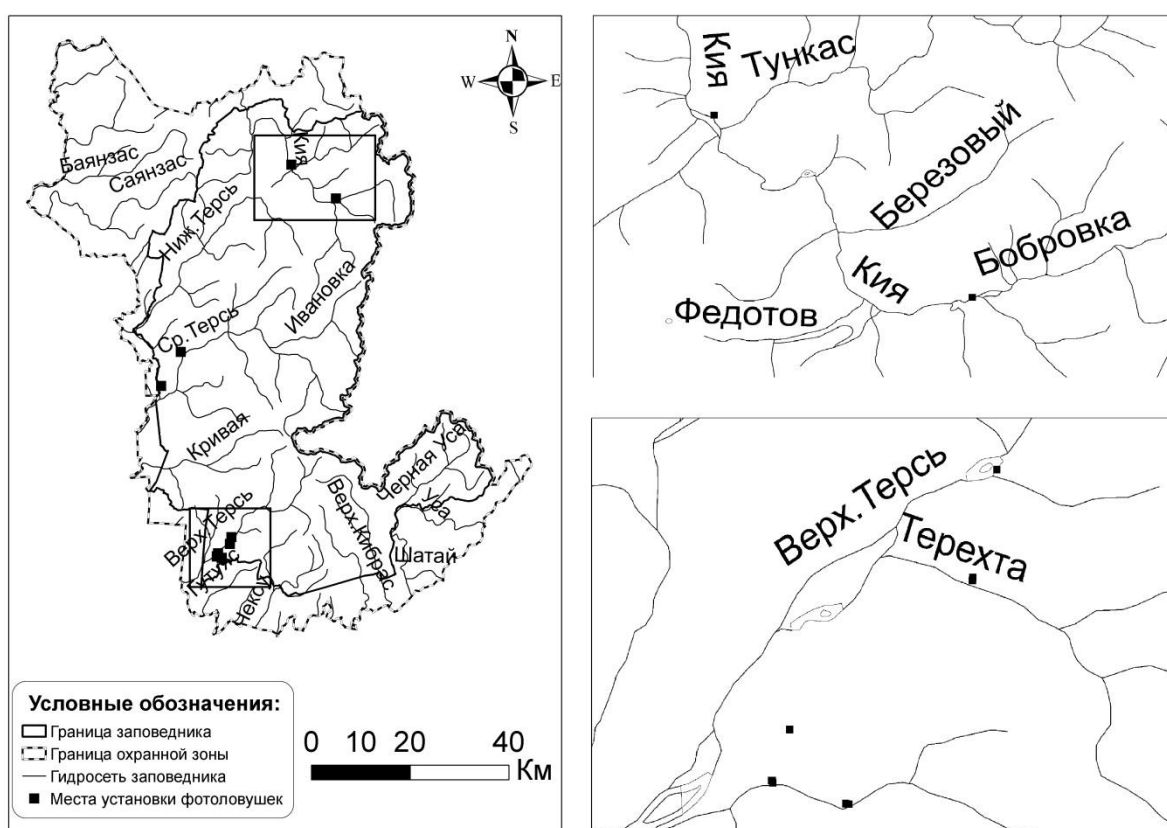 N
W
E
S
Баянзас
Саянзас
Кия
Ниж.Терсь
Ивановка
Ср.Терсь
Кривая
Черная Уса
Уса
Верх.Терсь
Верх.Кибрас
Шатай
Условные обозначения:
Граница заповедника
Граница охранной зоны
Гидросеть заповедника
Места установки фотоловушек
0 10 20 40
Км
Кия
Тункас
Березовый
Бобровка
Кия
Федотов
Верх.Терсь
Терехта